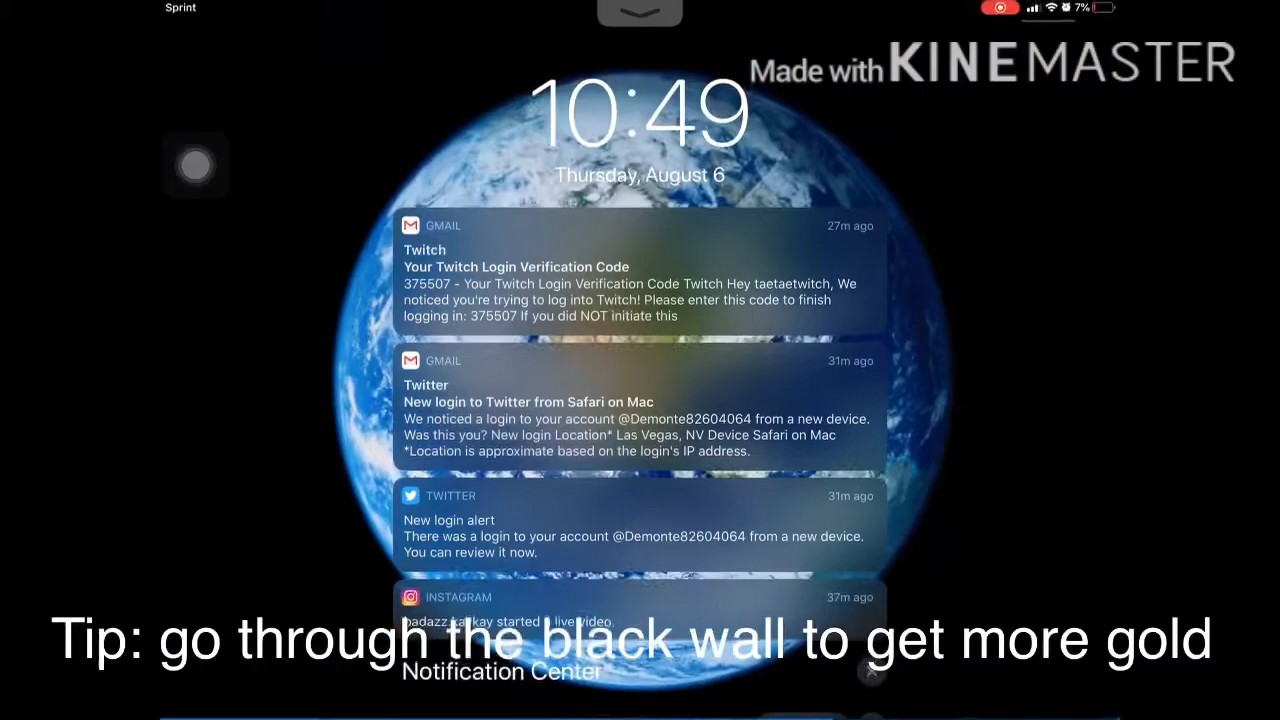 Sprint
7%
Made with KINEMASTER
10:49
Thursday, August 6
GMAIL
27m ago
Twitch
Your Twitch Login Verification Code
375507 - Your Twitch Login Verification Code Twitch Hey taetaetwitch, We
noticed you're trying to log into Twitch! Please enter this code to finish
logging in: 375507 If you did NOT initiate this
GMAIL
31m ago
Twitter
New login to Twitter from Safari on Mac
We noticed a login to your account @Demonte82604064 from a new device.
Was this you? New login Location* Las Vegas, NV Device Safari on Mac
*Location is approximate based on the login's IP address.
TWITTER
31m ago
New login alert
There was a login to your account @Demonte82604064 from a new device.
You can review it now.
INSTAGRAM
37m ago
started live video.
Tip: go through the black wall to get more gold
Notification Center